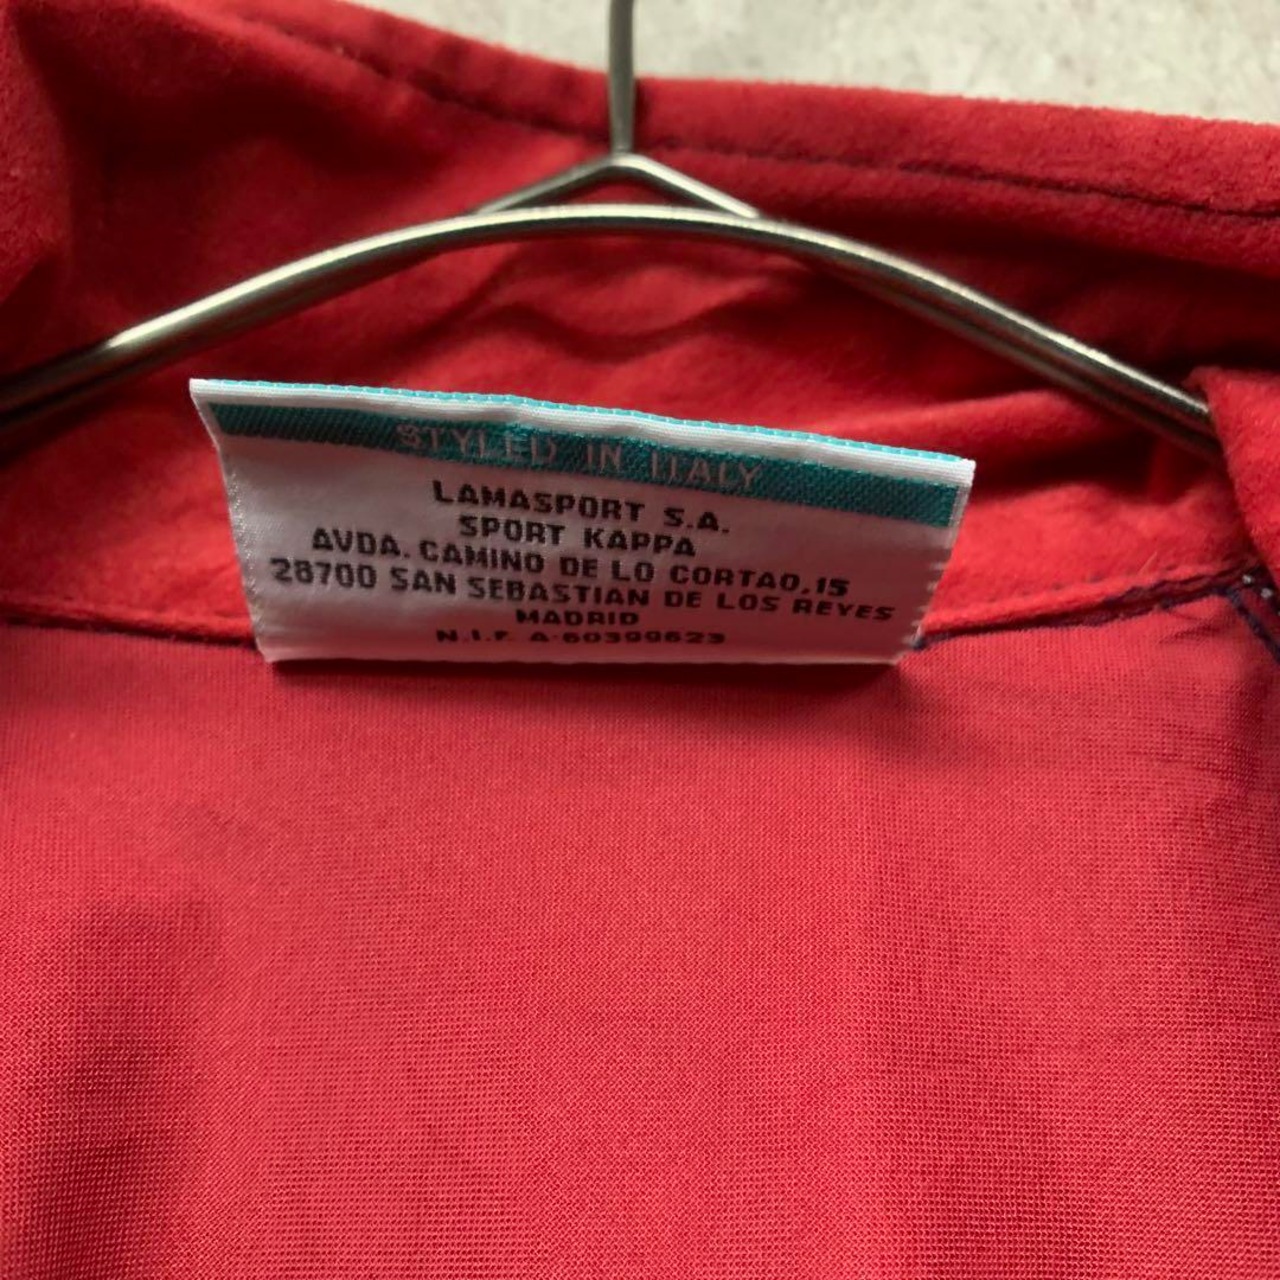 STYLED IN ITALY
LAMASPORT S.A.
SPORT KAPPA
AVDA. CAMINO DE LO CORTAO,15
28700 SAN SEBASTIAN DE LOS REYES
MADRID
N.I.F. A-60390623